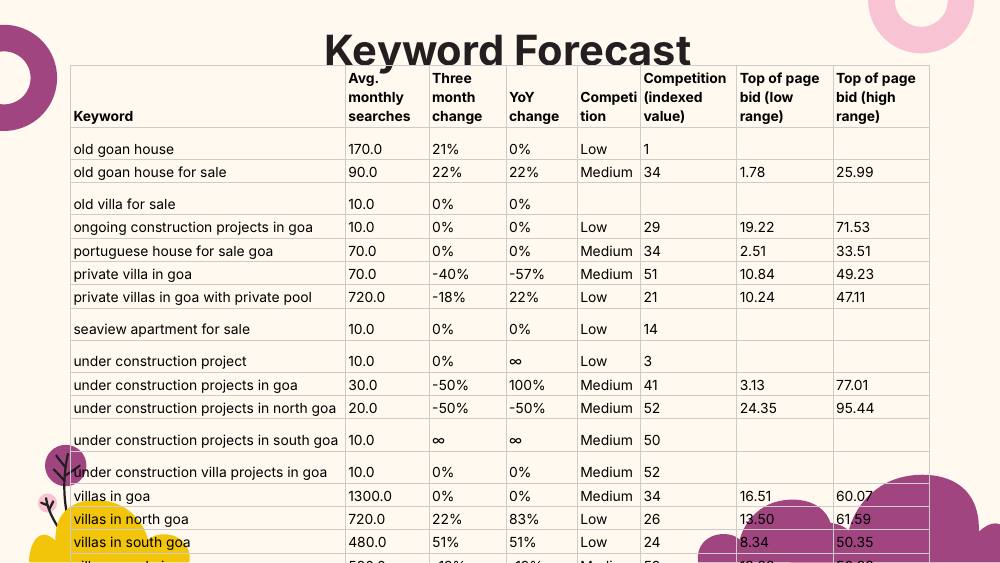 Keyword Forecast
Keyword | Avg. monthly searches | Three month change | YoY change | Competi tion | Competition (indexed value) | Top of page bid (low range) | Top of page bid (high range)
old goan house | 170.0 | 21% | 0% | Low | 1
old goan house for sale | 90.0 | 22% | 22% | Medium | 34 | 1.78 | 25.99
old villa for sale | 10.0 | 0% | 0%
ongoing construction projects in goa | 10.0 | 0% | 0% | Low | 29 | 19.22 | 71.53
portuguese house for sale goa | 70.0 | 0% | 0% | Medium | 34 | 2.51 | 33.51
private villa in goa | 70.0 | -40% | -57% | Medium | 51 | 10.84 | 49.23
private villas in goa with private pool | 720.0 | -18% | 22% | Low | 21 | 10.24 | 47.11
seaview apartment for sale | 10.0 | 0% | 0% | Low | 14
under construction project | 10.0 | 0% | ∞ | Low | 3
under construction projects in goa | 30.0 | -50% | 100% | Medium | 41 | 3.13 | 77.01
under construction projects in north goa | 20.0 | -50% | -50% | Medium | 52 | 24.35 | 95.44
under construction projects in south goa | 10.0 | ∞ | ∞ | Medium | 50
under construction villa projects in goa | 10.0 | 0% | 0% | Medium | 52
villas in goa | 1300.0 | 0% | 0% | Medium | 34 | 16.51 | 60.07
villas in north goa | 720.0 | 22% | 83% | Low | 26 | 13.50 | 61.59
villas in south goa | 480.0 | 51% | 51% | Low | 24 | 8.34 | 50.35